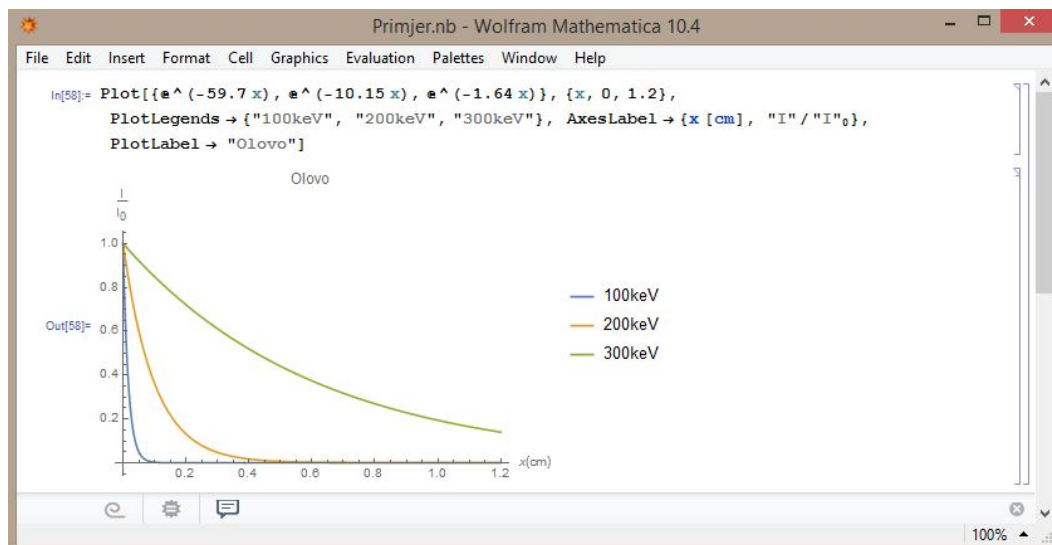 Primjer.nb - Wolfram Mathematica 10.4
File Edit Insert Format Cell Graphics Evaluation Palettes Window Help
In[58]:= Plot[{ⅇ^(-59.7 x), ⅇ^(-10.15 x), ⅇ^(-1.64 x)}, {x, 0, 1.2},
PlotLegends → {"100keV", "200keV", "300keV"}, AxesLabel → {x [cm], "I"/"I"₀},
PlotLabel → "Olovo"]
Olovo
I
I₀
1.0
0.8
Out[58]= 0.6
0.4
0.2
0.2 0.4 0.6 0.8 1.0 1.2
x(cm)
100keV
200keV
300keV
100%